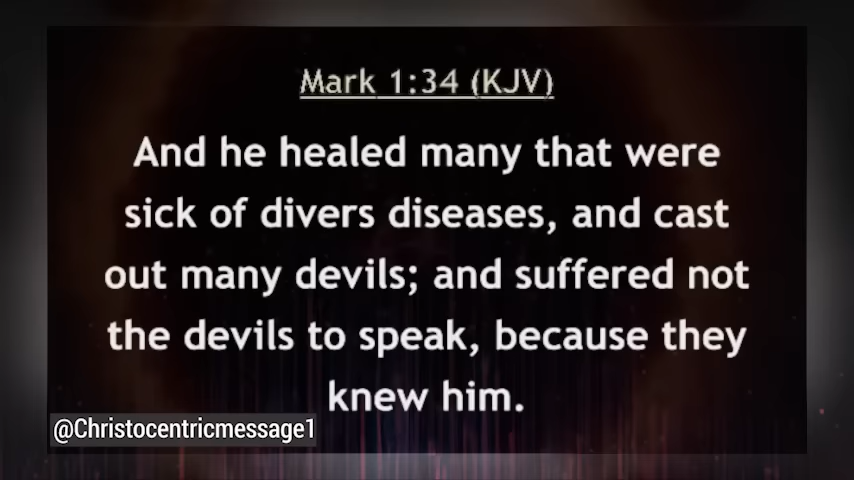 Mark 1:34 (KJV)
And he healed many that were
sick of divers diseases, and cast
out many devils; and suffered not
the devils to speak, because they
knew him.
@Christocentricmessage1